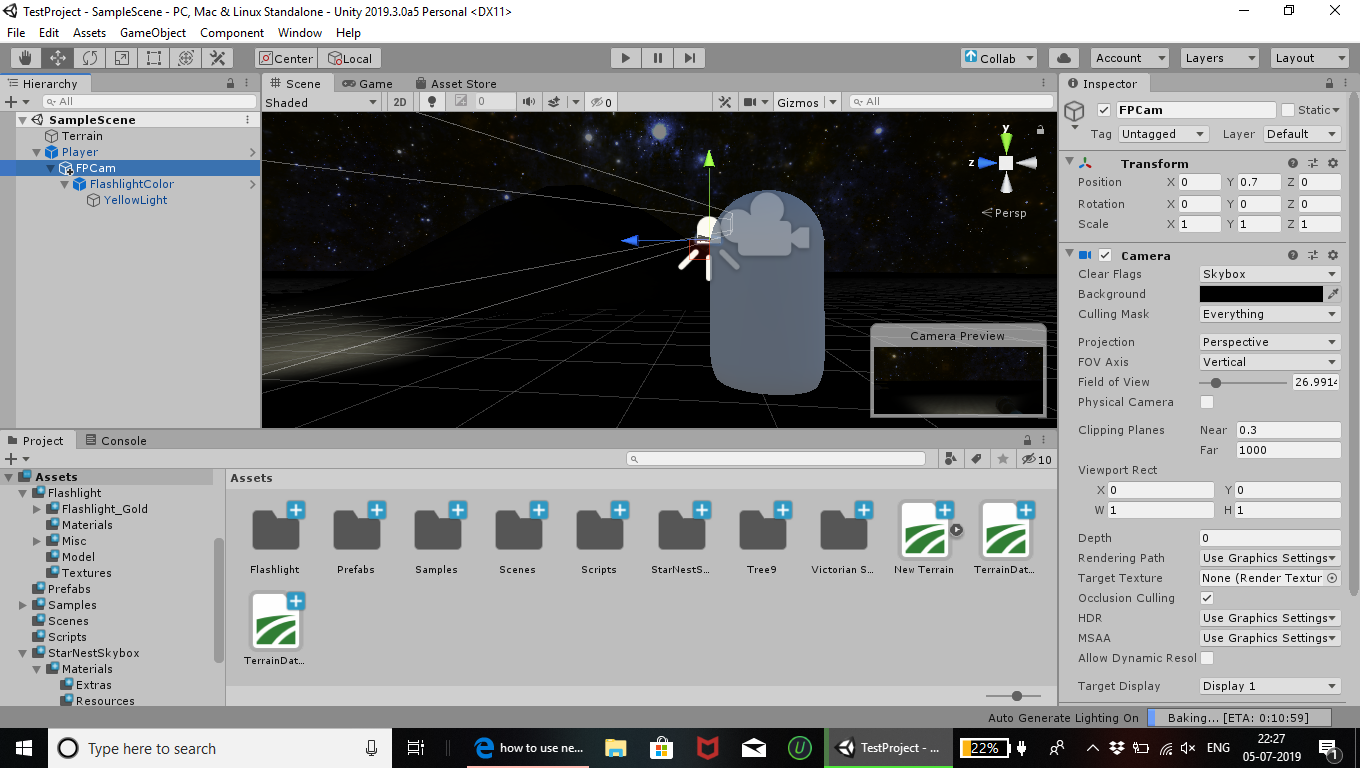 TestProject - SampleScene - PC, Mac & Linux Standalone - Unity 2019.3.0a5 Personal <DX11>
File Edit Assets GameObject Component Window Help
Center Local Collab Account Layers Layout
Hierarchy Scene Game Asset Store Inspector
All Shaded 2D 0 0 Gizmos All FPCam Static
SampleScene Tag Untagged Layer Default
Terrain
Player
FPCam
FlashlightColor
YellowLight
y
z
Persp
Camera Preview
Transform
Position X 0 Y 0.7 Z 0
Rotation X 0 Y 0 Z 0
Scale X 1 Y 1 Z 1
Camera
Clear Flags Skybox
Background
Culling Mask Everything
Projection Perspective
FOV Axis Vertical
Field of View 26.9914
Physical Camera
Clipping Planes Near 0.3
Far 1000
Viewport Rect
X 0 Y 0
W 1 H 1
Depth 0
Rendering Path Use Graphics Settings
Target Texture None (Render Textur
Occlusion Culling
HDR Use Graphics Settings
MSAA Use Graphics Settings
Allow Dynamic Resol
Target Display Display 1
Project Console
10
Assets
Flashlight
Flashlight_Gold
Materials
Misc
Model
Textures
Prefabs
Samples
Scenes
Scripts
StarNestSkybox
Materials
Extras
Resources
Assets
Flashlight Prefabs Samples Scenes Scripts StarNestS... Tree9 Victorian S... New Terrain TerrainDat...
TerrainDat...
Auto Generate Lighting On Baking... [ETA: 0:10:59]
Type here to search how to use ne... TestProject - ... 22% ENG 22:27
05-07-2019
1